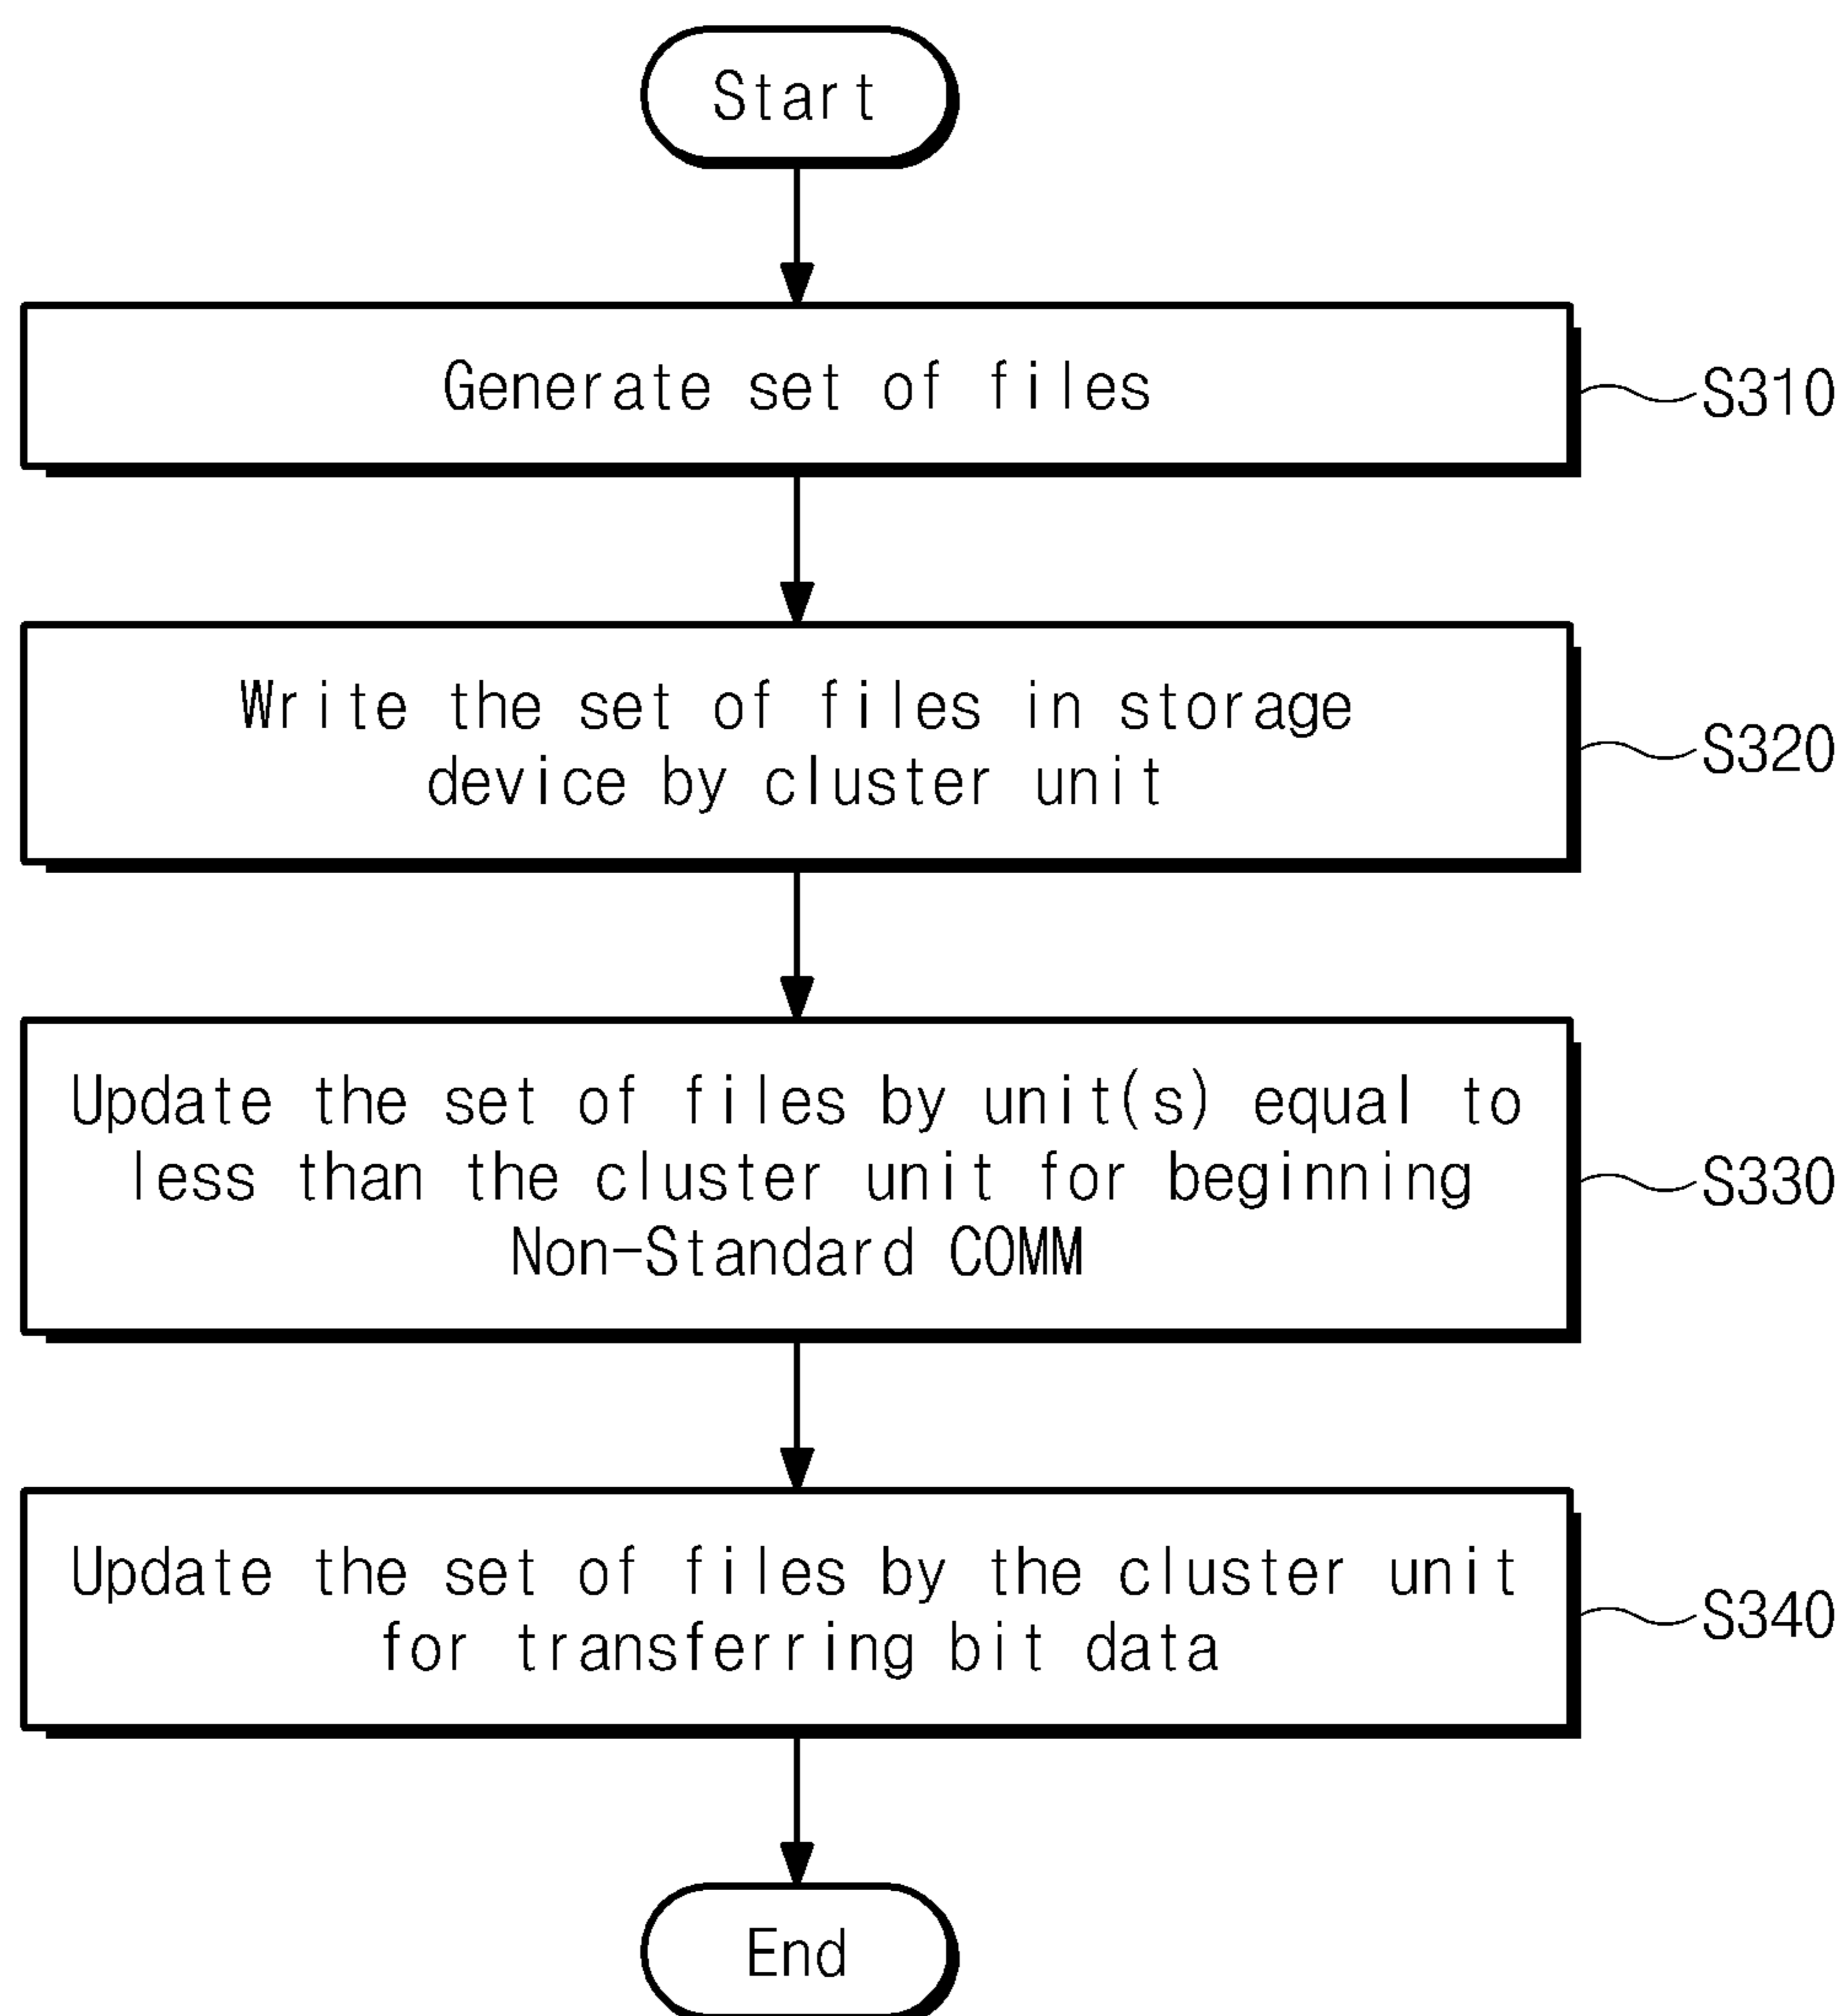 Start
Generate set of files
S310
Write the set of files in storage
device by cluster unit
S320
Update the set of files by unit(s) equal to
less than the cluster unit for beginning
Non-Standard COMM
S330
Update the set of files by the cluster unit
for transferring bit data
S340
End